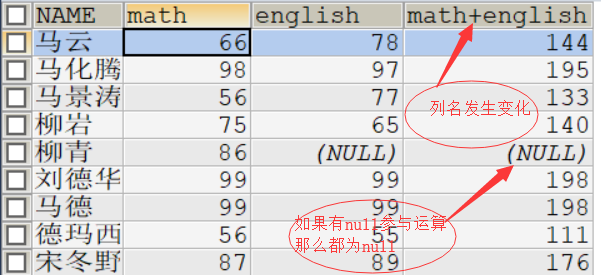 NAME math english math+english
马云 66 78 144
马化腾 98 97 195
马景涛 56 77 133
柳岩 75 65 140
柳青 86 (NULL) (NULL)
刘德华 99 99 198
马德 99 99 198
德玛西 56 55 111
宋冬野 87 89 176
列名发生变化
如果有null参与运算
那么都为null